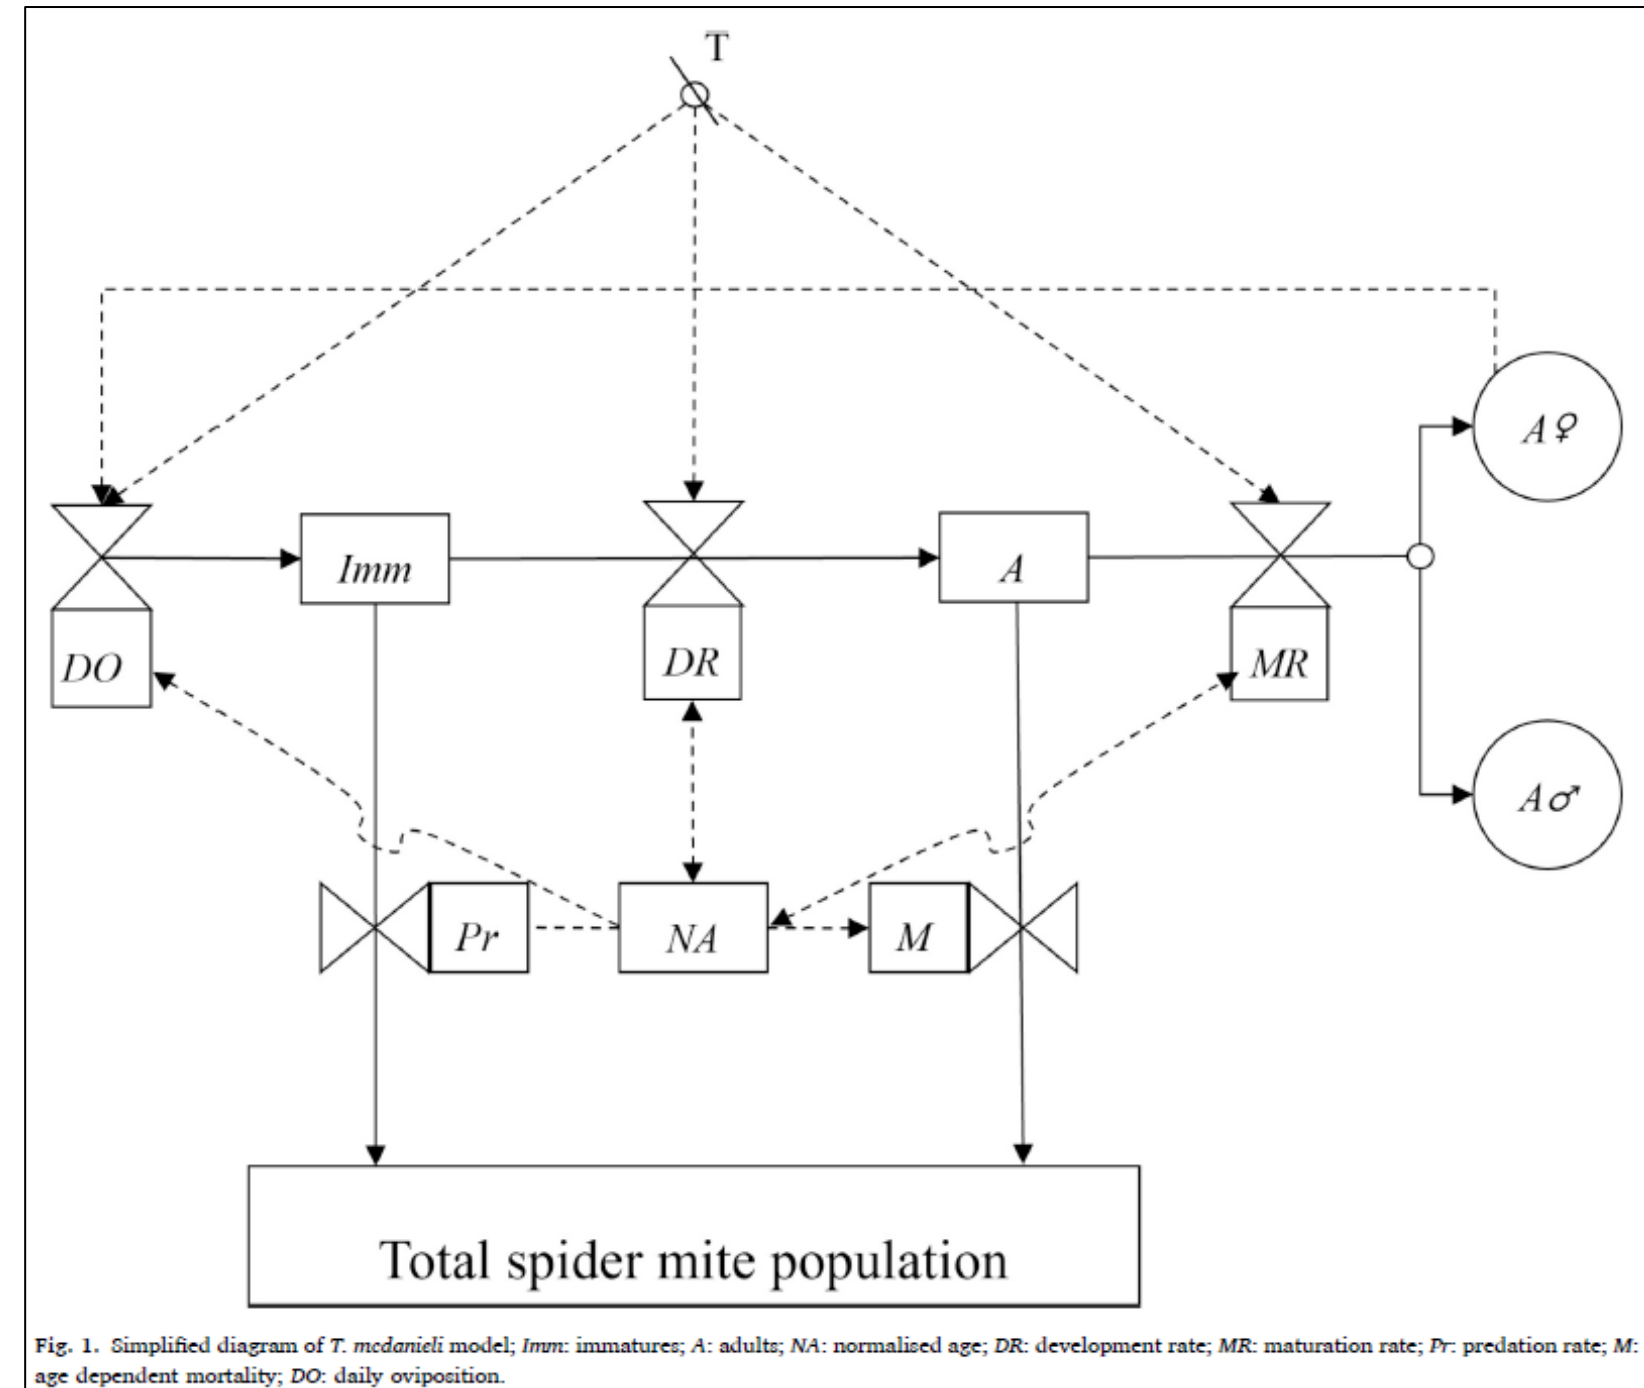 T
A♀
Imm
A
DO
DR
MR
A♂
Pr
NA
M
Total spider mite population
Fig. 1. Simplified diagram of T. mcdanieli model; Imm: immatures; A: adults; NA: normalised age; DR: development rate; MR: maturation rate; Pr: predation rate; M:
age dependent mortality; DO: daily oviposition.